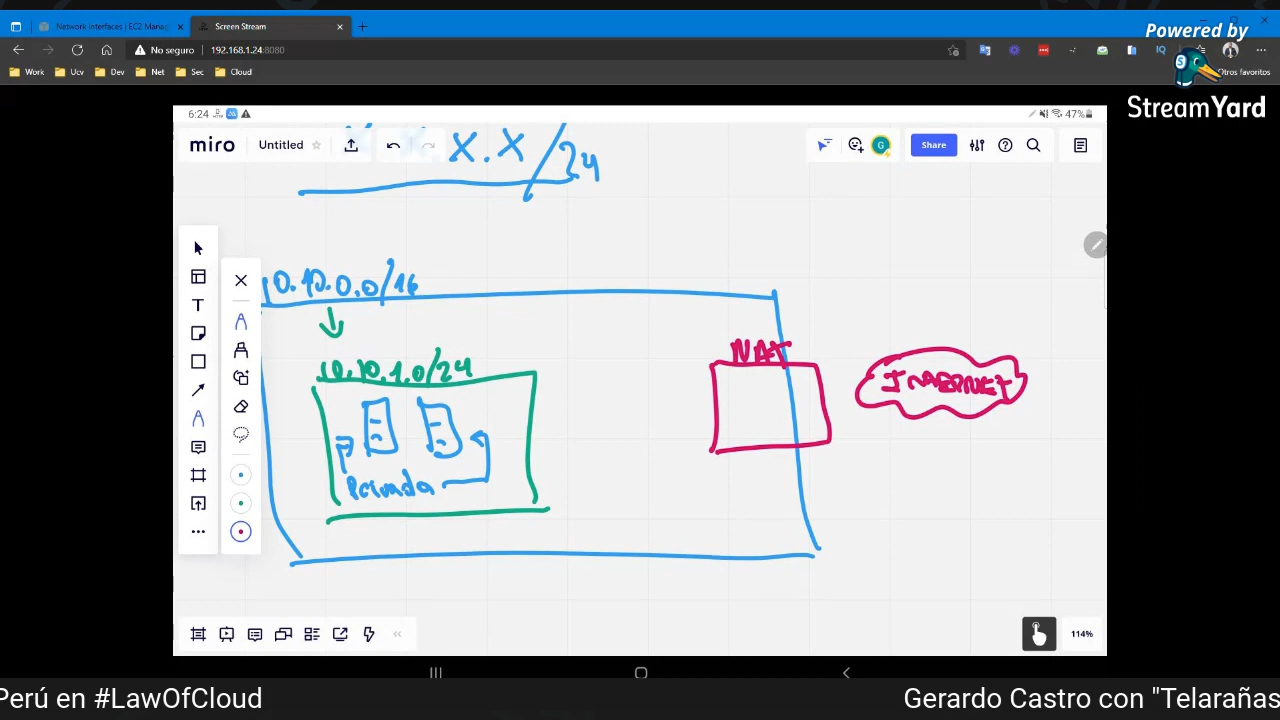 Network interfaces | EC2 Manag
Screen Stream
Powered by
No seguro
192.168.1.24:8080
Work
Ucv
Dev
Net
Sec
Cloud
Otros favoritos
StreamYard
6:24
47%
miro
Untitled
G
Share
X.X/24
10.10.0.0/16
10.10.1.0/24
NAT
INTERNET
Privada
114%
Perú en #LawOfCloud
Gerardo Castro con "Telarañas